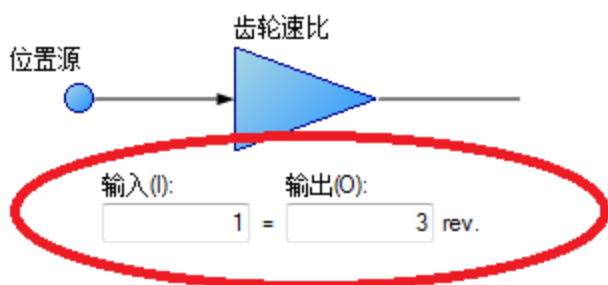 齿轮速比
位置源
输入(I): 输出(O):
1 = 3 rev.